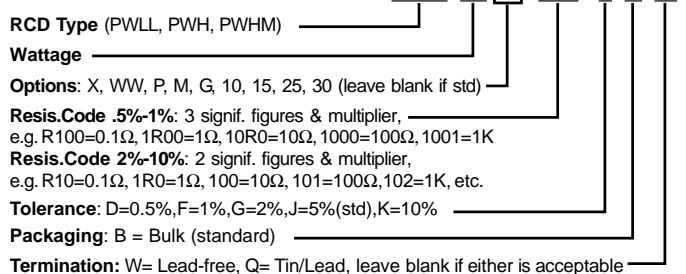 RCD Type (PWLL, PWH, PWHM)
Wattage
Options: X, WW, P, M, G, 10, 15, 25, 30 (leave blank if std)
Resis.Code .5%-1%: 3 signif. figures & multiplier,
e.g. R100=0.1Ω, 1R00=1Ω, 10R0=10Ω, 1000=100Ω, 1001=1K
Resis.Code 2%-10%: 2 signif. figures & multiplier,
e.g. R10=0.1Ω, 1R0=1Ω, 100=10Ω, 101=100Ω,102=1K, etc.
Tolerance: D=0.5%,F=1%,G=2%,J=5%(std),K=10%
Packaging: B = Bulk (standard)
Termination: W= Lead-free, Q= Tin/Lead, leave blank if either is acceptable